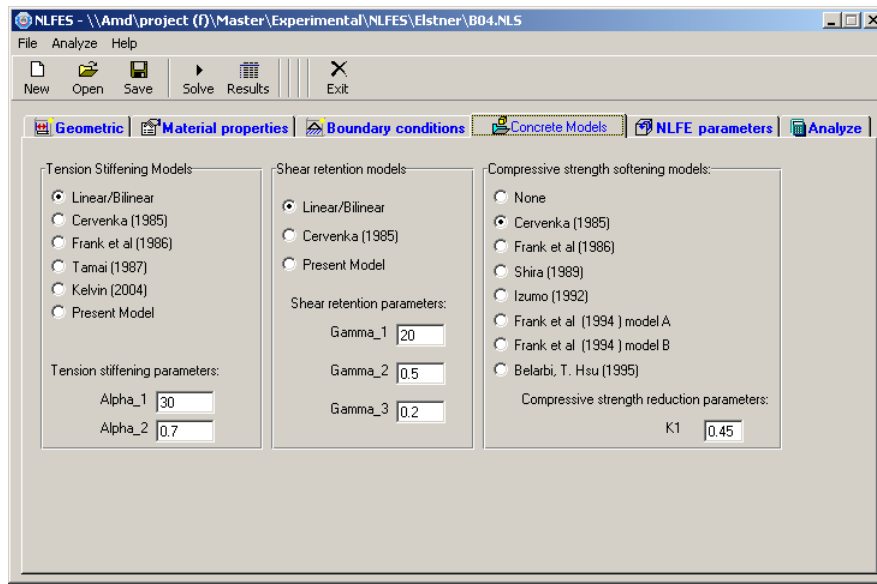 NLFES - \\Amd\project (f)\Master\Experimental\NLFES\Elstner\B04.NLS
File Analyze Help
New Open Save Solve Results Exit
Geometric Material properties Boundary conditions Concrete Models NLFE parameters Analyze
Tension Stiffening Models
Linear/Bilinear
Cervenka (1985)
Frank et al (1986)
Tamai (1987)
Kelvin (2004)
Present Model
Tension stiffening parameters:
Alpha_1 30
Alpha_2 0.7
Shear retention models
Linear/Bilinear
Cervenka (1985)
Present Model
Shear retention parameters:
Gamma_1 20
Gamma_2 0.5
Gamma_3 0.2
Compressive strength softening models:
None
Cervenka (1985)
Frank et al (1986)
Shira (1989)
Izumo (1992)
Frank et al (1994 ) model A
Frank et al (1994 ) model B
Belarbi, T. Hsu (1995)
Compressive strength reduction parameters:
K1 0.45